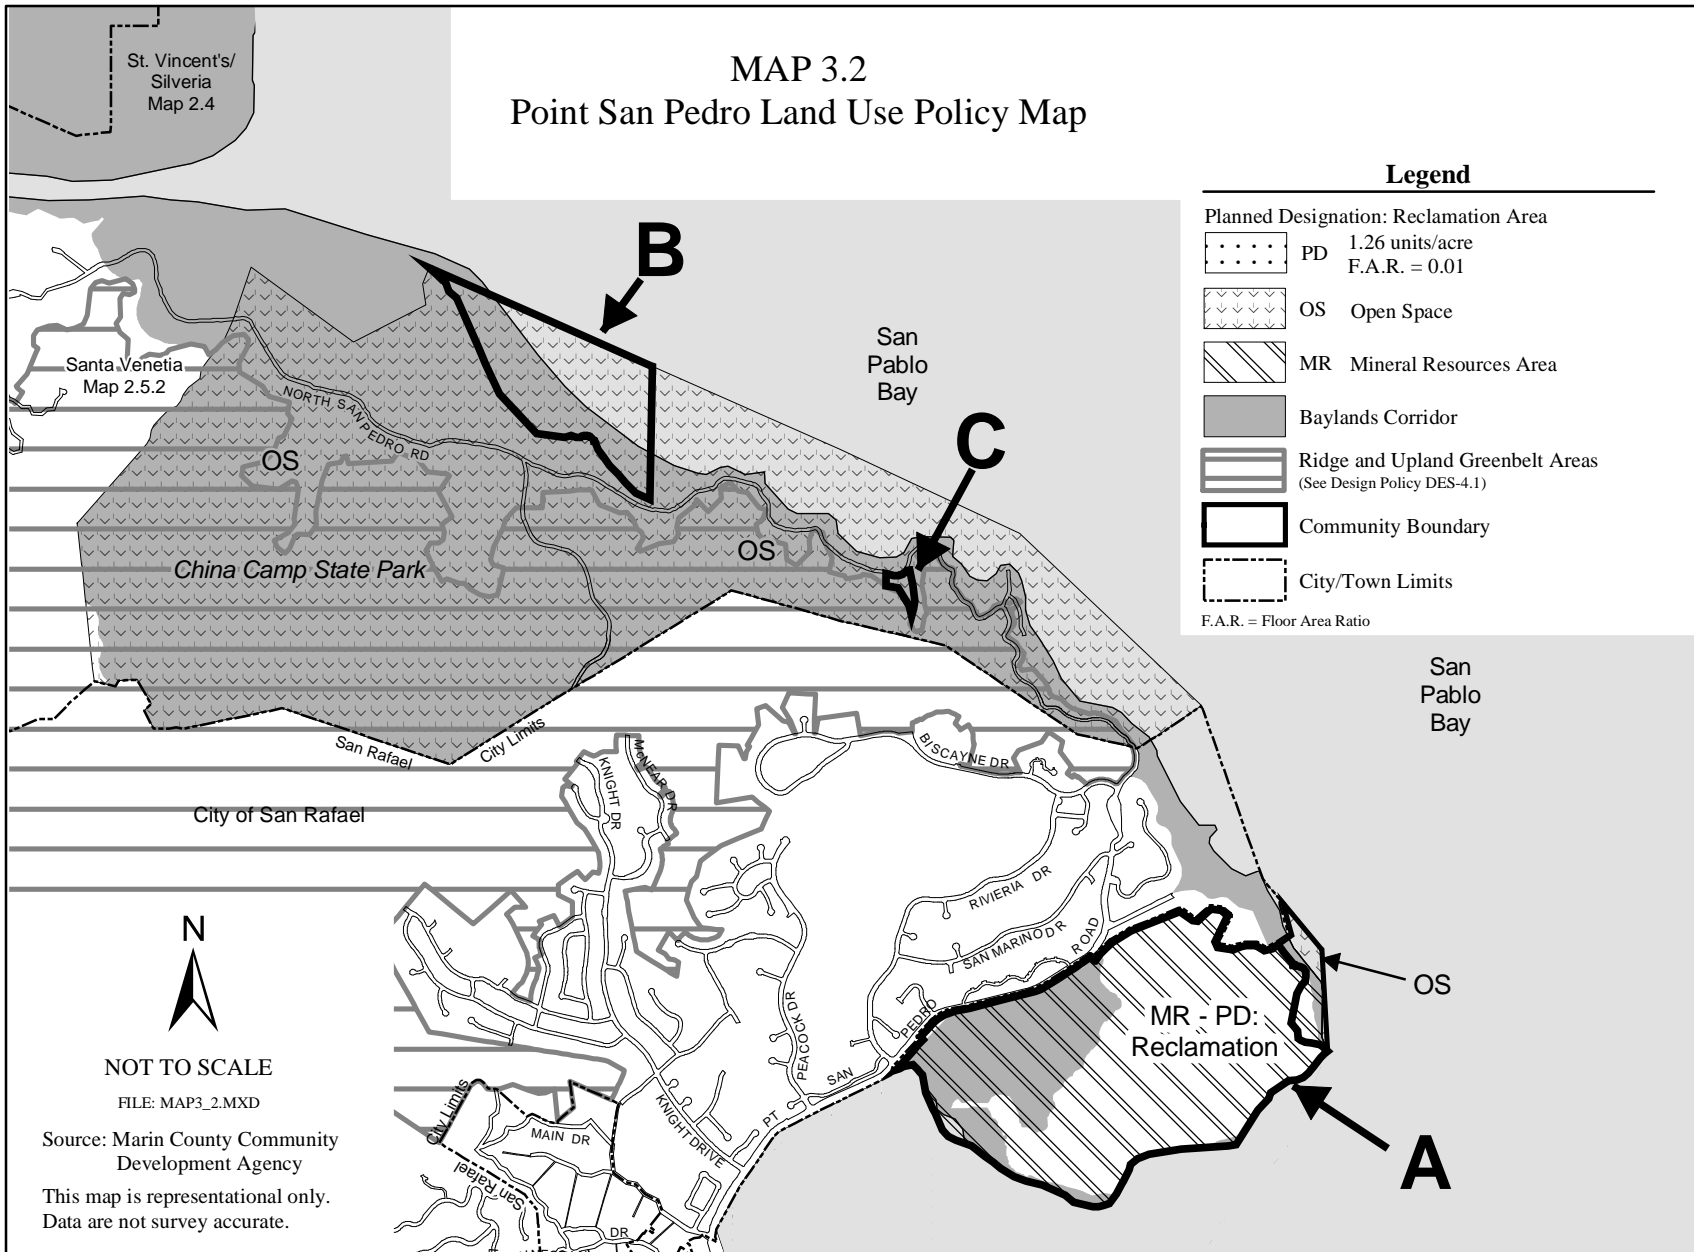 MAP 3.2
Point San Pedro Land Use Policy Map
St. Vincent's/
Silveria
Map 2.4
Legend
Planned Designation: Reclamation Area
PD 1.26 units/acre
F.A.R. = 0.01
OS Open Space
MR Mineral Resources Area
Baylands Corridor
Ridge and Upland Greenbelt Areas
(See Design Policy DES-4.1)
Community Boundary
City/Town Limits
F.A.R. = Floor Area Ratio
B
San
Pablo
Bay
Santa Venetia
Map 2.5.2
NORTH SAN PEDRO RD
OS
C
OS
China Camp State Park
San
Pablo
Bay
San Rafael
City Limits
BISCAYNE DR
McNEAR DR
KNIGHT DR
City of San Rafael
RIVIERIA DR
SAN MARINO DR
ROAD
PEDRO
SAN
PT
PEACOCK DR
OS
MR - PD:
Reclamation
A
N
NOT TO SCALE
FILE: MAP3_2.MXD
Source: Marin County Community
Development Agency
This map is representational only.
Data are not survey accurate.
City Limits
San Rafael
MAIN DR
KNIGHT DRIVE
DR